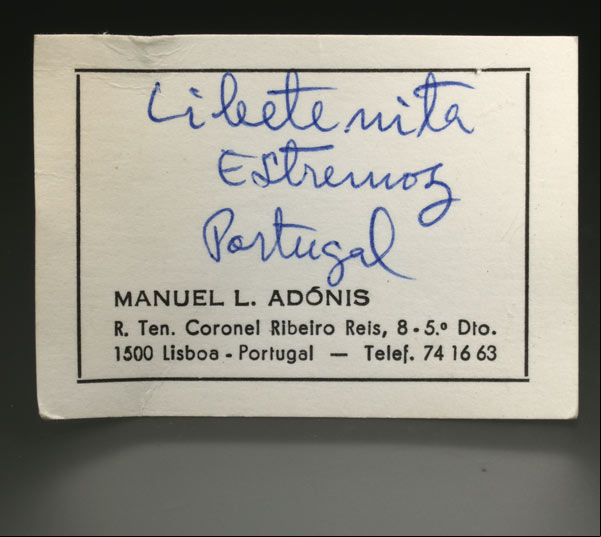 Libetenita
Estremoz
Portugal
MANUEL L. ADÓNIS
R. Ten. Coronel Ribeiro Reis, 8-5.º Dto.
1500 Lisboa - Portugal — Telef. 74 16 63